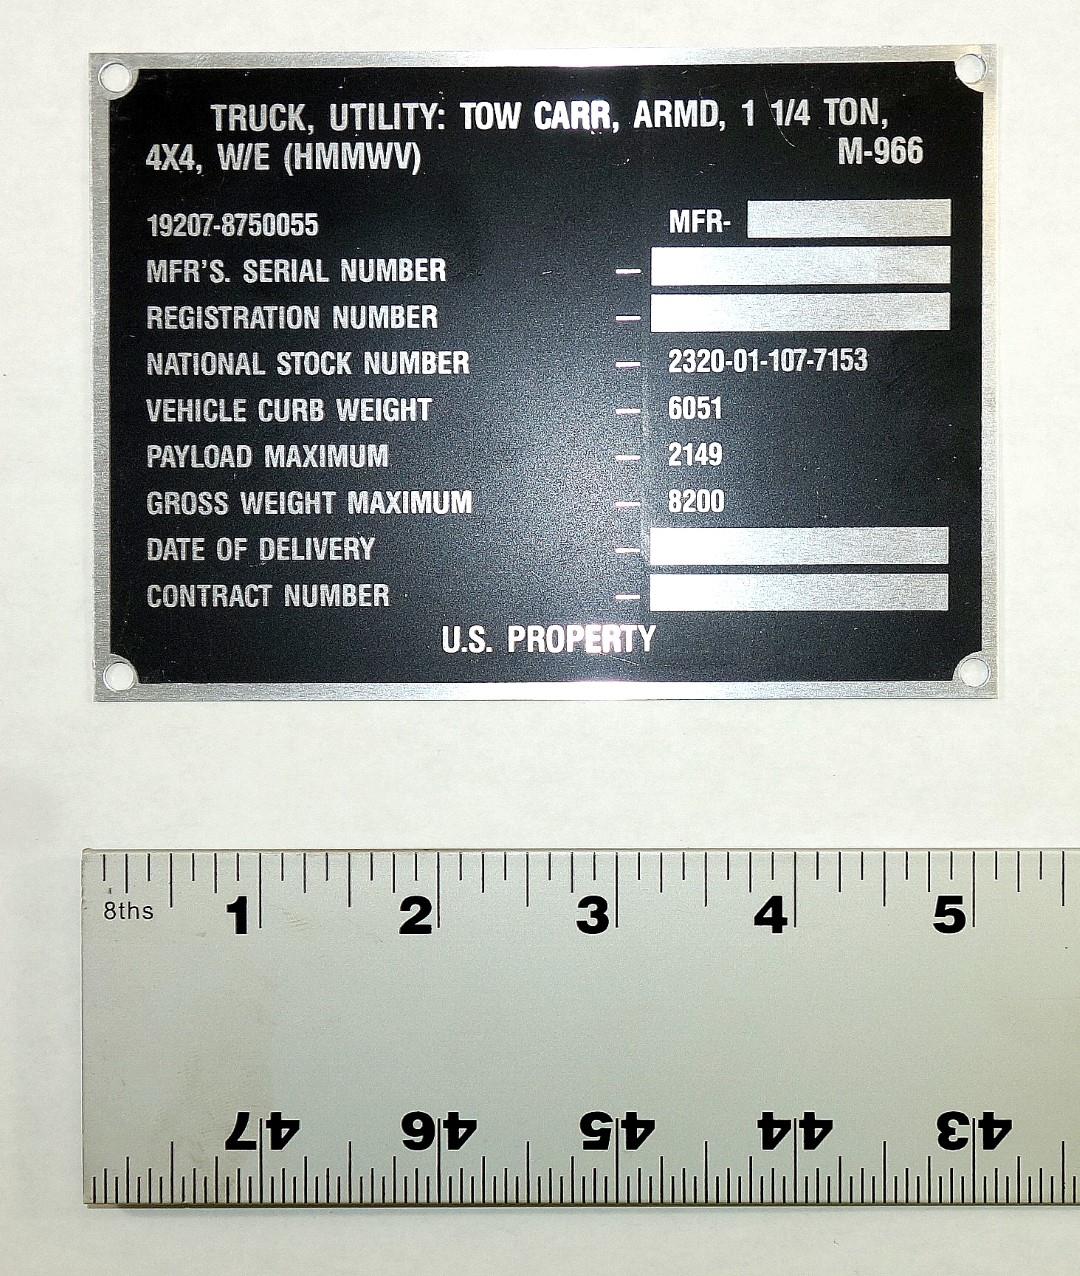 TRUCK, UTILITY: TOW CARR, ARMD, 1 1/4 TON,
4X4, W/E (HMMWV) M-966
19207-8750055 MFR-
MFR'S. SERIAL NUMBER –
REGISTRATION NUMBER –
NATIONAL STOCK NUMBER – 2320-01-107-7153
VEHICLE CURB WEIGHT – 6051
PAYLOAD MAXIMUM – 2149
GROSS WEIGHT MAXIMUM – 8200
DATE OF DELIVERY –
CONTRACT NUMBER –
U.S. PROPERTY
8ths 1 2 3 4 5
47 46 45 44 43